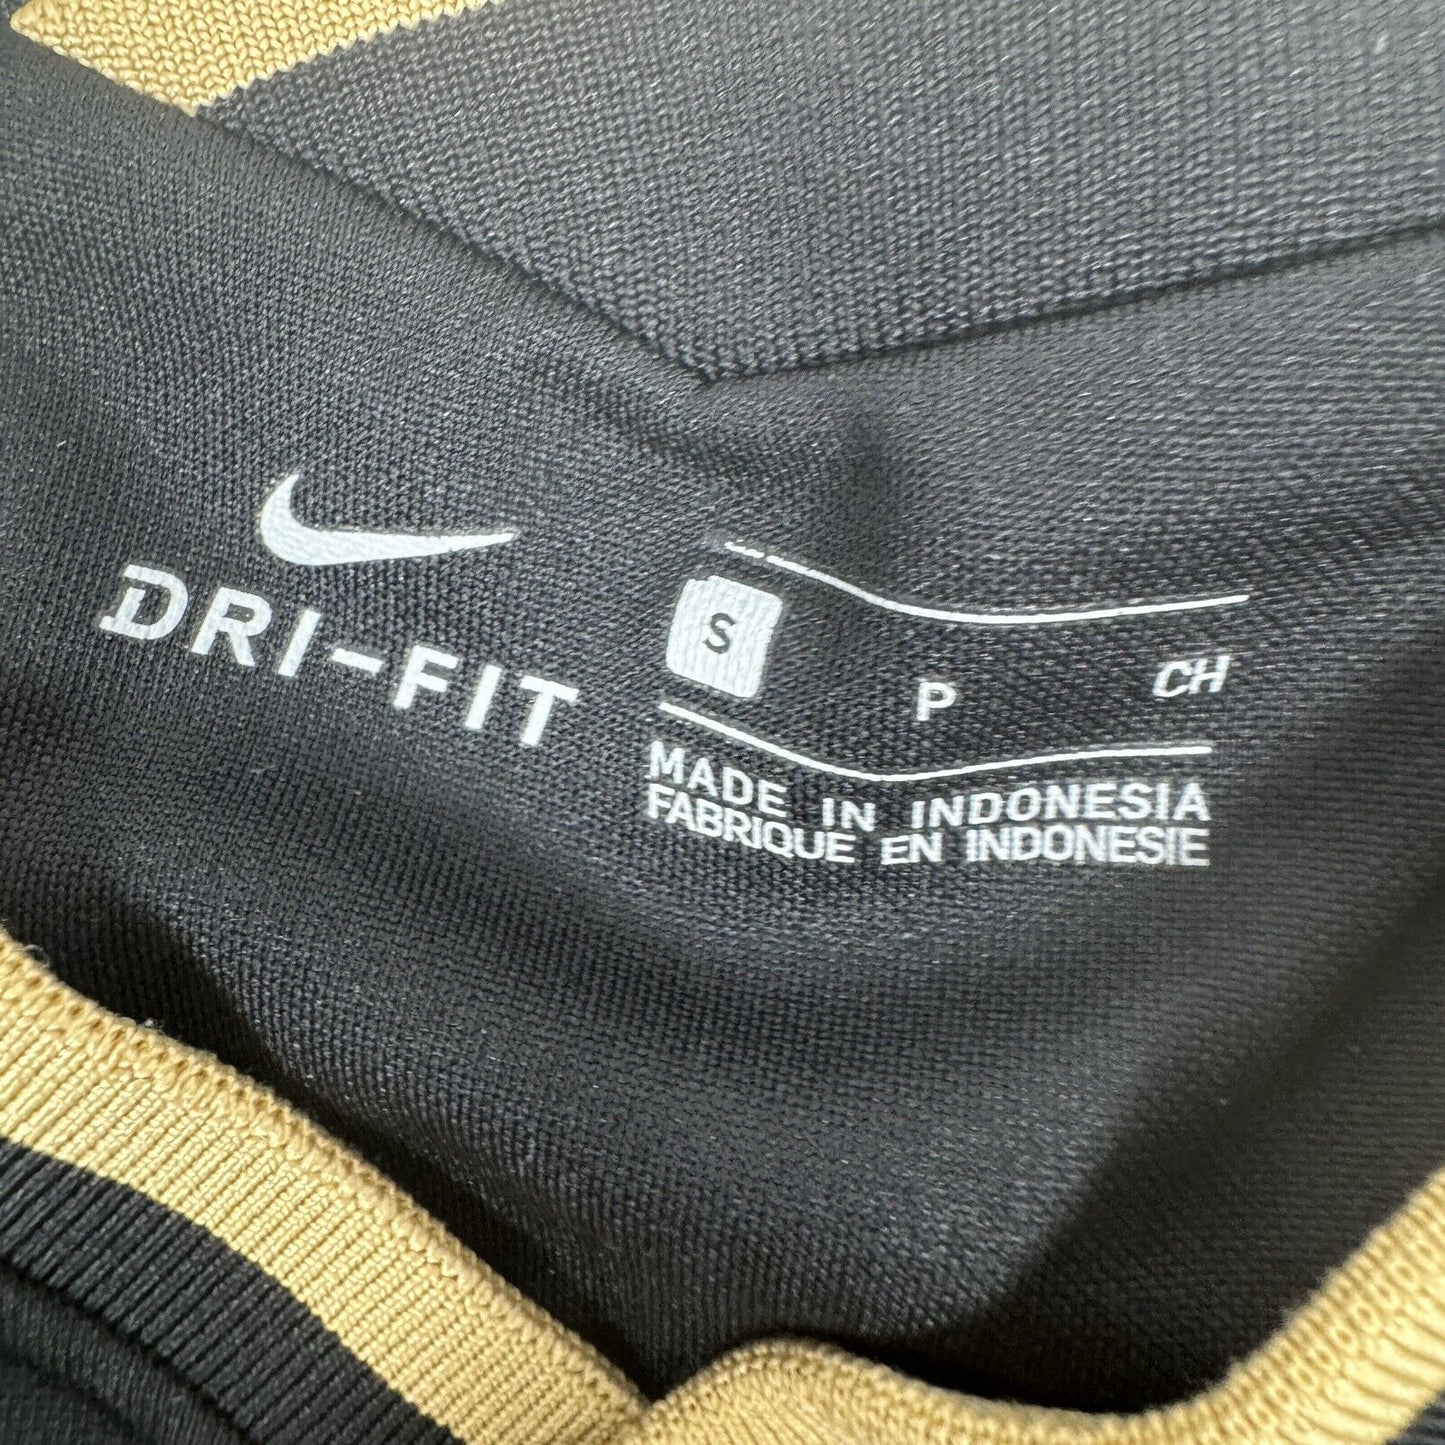 DRI-FIT
S P CH
MADE IN INDONESIA
FABRIQUE EN INDONESIE